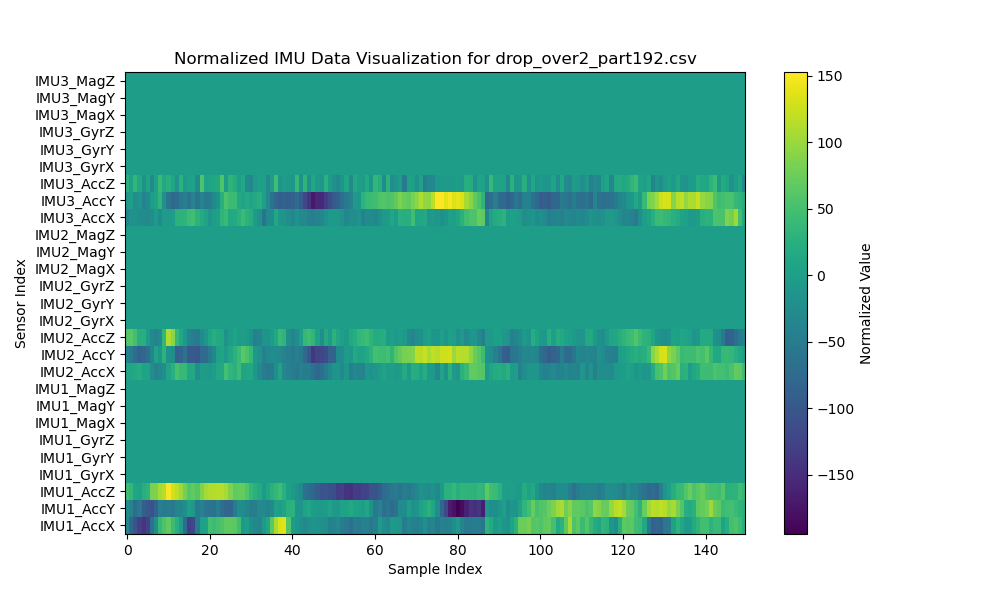 Normalized IMU Data Visualization for drop_over2_part192.csv
IMU3_MagZ
IMU3_MagY
IMU3_MagX
IMU3_GyrZ
IMU3_GyrY
IMU3_GyrX
IMU3_AccZ
IMU3_AccY
IMU3_AccX
IMU2_MagZ
IMU2_MagY
IMU2_MagX
IMU2_GyrZ
IMU2_GyrY
IMU2_GyrX
IMU2_AccZ
IMU2_AccY
IMU2_AccX
IMU1_MagZ
IMU1_MagY
IMU1_MagX
IMU1_GyrZ
IMU1_GyrY
IMU1_GyrX
IMU1_AccZ
IMU1_AccY
IMU1_AccX
Sensor Index
0 20 40 60 80 100 120 140
Sample Index
150
100
50
0
−50
−100
−150
Normalized Value